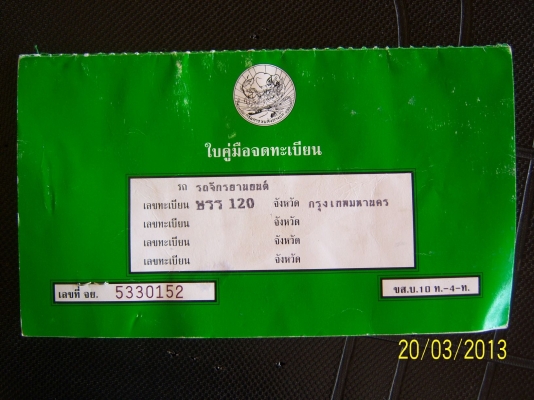 ใบคู่มือจดทะเบียน
รถ รถจักรยานยนต์
เลขทะเบียน ษรร 120 จังหวัด กรุงเทพมหานคร
เลขทะเบียน จังหวัด
เลขทะเบียน จังหวัด
เลขทะเบียน จังหวัด
เลขที่ จย. 5330152
ขส.บ.10 ท.-4-ท.
20/03/2013